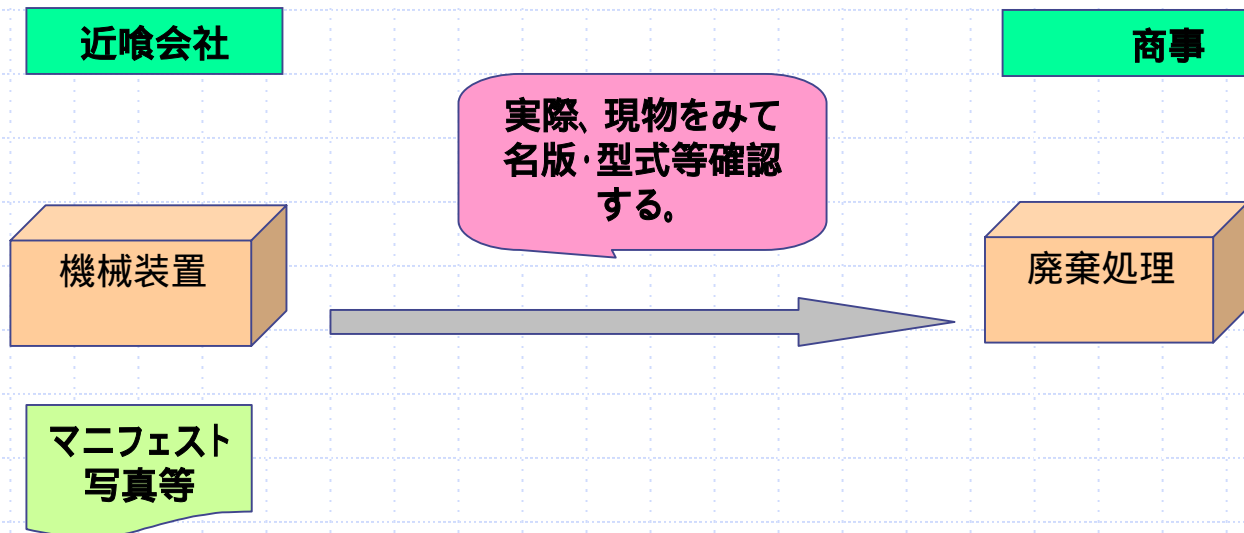 近喰会社
商事
実際、現物をみて
名版・型式等確認
する。
機械装置
廃棄処理
マニフェスト
写真等